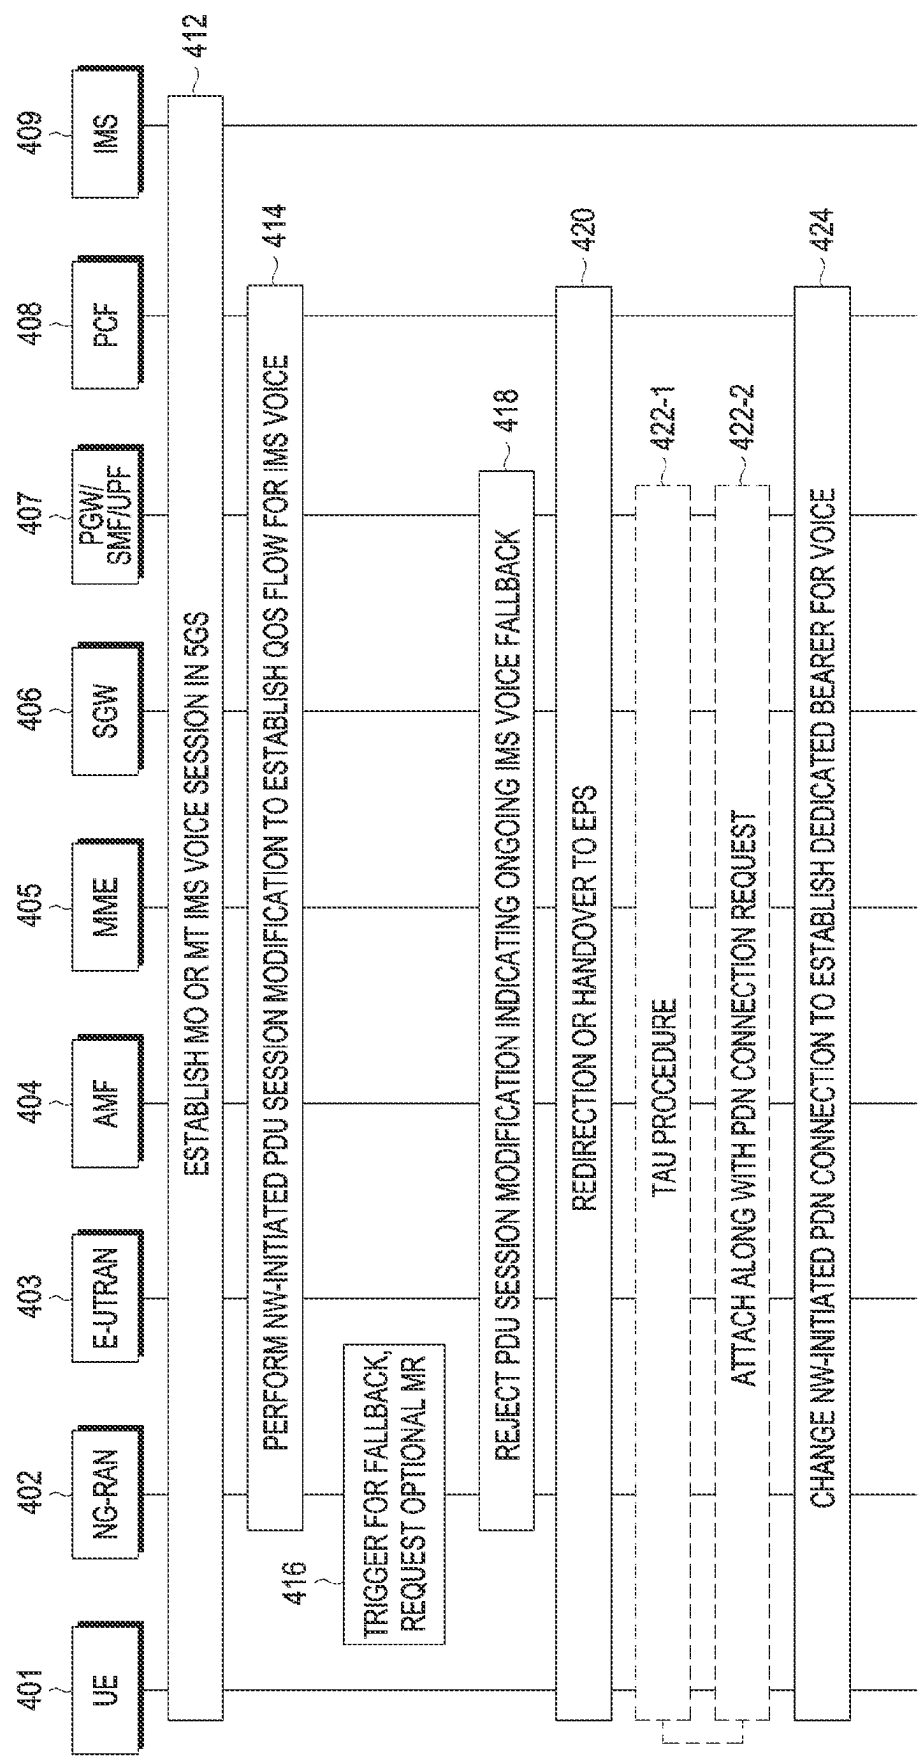 401
402
403
404
405
406
407
408
409
UE
NG-RAN
E-UTRAN
AMF
MME
SGW
PGW/
SMF/UPF
PCF
IMS
412
ESTABLISH MO OR MT IMS VOICE SESSION IN 5GS
414
PERFORM NW-INITIATED PDU SESSION MODIFICATION TO ESTABLISH QOS FLOW FOR IMS VOICE
416
TRIGGER FOR FALLBACK,
REQUEST OPTIONAL MR
418
REJECT PDU SESSION MODIFICATION INDICATING ONGOING IMS VOICE FALLBACK
420
REDIRECTION OR HANDOVER TO EPS
422-1
TAU PROCEDURE
422-2
ATTACH ALONG WITH PDN CONNECTION REQUEST
424
CHANGE NW-INITIATED PDN CONNECTION TO ESTABLISH DEDICATED BEARER FOR VOICE